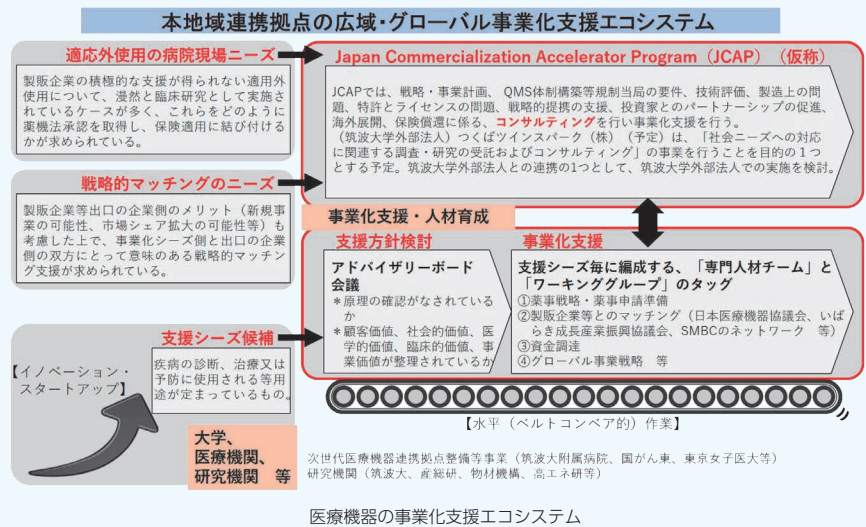 本地域連携拠点の広域・グローバル事業化支援エコシステム
適応外使用の病院現場ニーズ
製販企業の積極的な支援が得られない適用外
使用について、漫然と臨床研究として実施さ
れているケースが多く、これらをどのように
薬機法承認を取得し、保険適用に結び付ける
かが求められている。
戦略的マッチングのニーズ
製販企業等出口の企業側のメリット（新規事
業の可能性、市場シェア拡大の可能性等）も
考慮した上で、事業化シーズ側と出口の企業
側の双方にとって意味のある戦略的マッチン
グ支援が求められている。
支援シーズ候補
【イノベーション・
スタートアップ】
疾病の診断、治療又は
予防に使用される等用
途が定まっているもの。
大学、
医療機関、
研究機関　等
Japan Commercialization Accelerator Program（JCAP）（仮称）
JCAPでは、戦略・事業計画、 QMS体制構築等規制当局の要件、技術評価、製造上の問
題、特許とライセンスの問題、戦略的提携の支援、投資家とのパートナーシップの促進、
海外展開、保険償還に係る、コンサルティングを行い事業化支援を行う。
（筑波大学外部法人）つくばツインスパーク（株）（予定）は、「社会ニーズへの対応
に関連する調査・研究の受託およびコンサルティング」の事業を行うことを目的の１つ
とする予定。筑波大学外部法人との連携の1つとして、筑波大学外部法人での実施を検討。
事業化支援・人材育成
支援方針検討
アドバイザリーボード
会議
＊原理の確認がなされている
か
＊顧客価値、社会的価値、医
学的価値、臨床的価値、事
業価値が整理されているか
事業化支援
支援シーズ毎に編成する、「専門人材チーム」と
「ワーキンググループ」のタッグ
①薬事戦略・薬事申請準備
②製販企業等とのマッチング（日本医療機器協議会、いば
らき成長産業振興協議会、SMBCのネットワーク　等）
③資金調達
④グローバル事業戦略　等
【水平（ベルトコンベア的）作業】
次世代医療機器連携拠点整備等事業（筑波大附属病院、国がん東、東京女子医大等）
研究機関（筑波大、産総研、物材機構、高エネ研等）
医療機器の事業化支援エコシステム